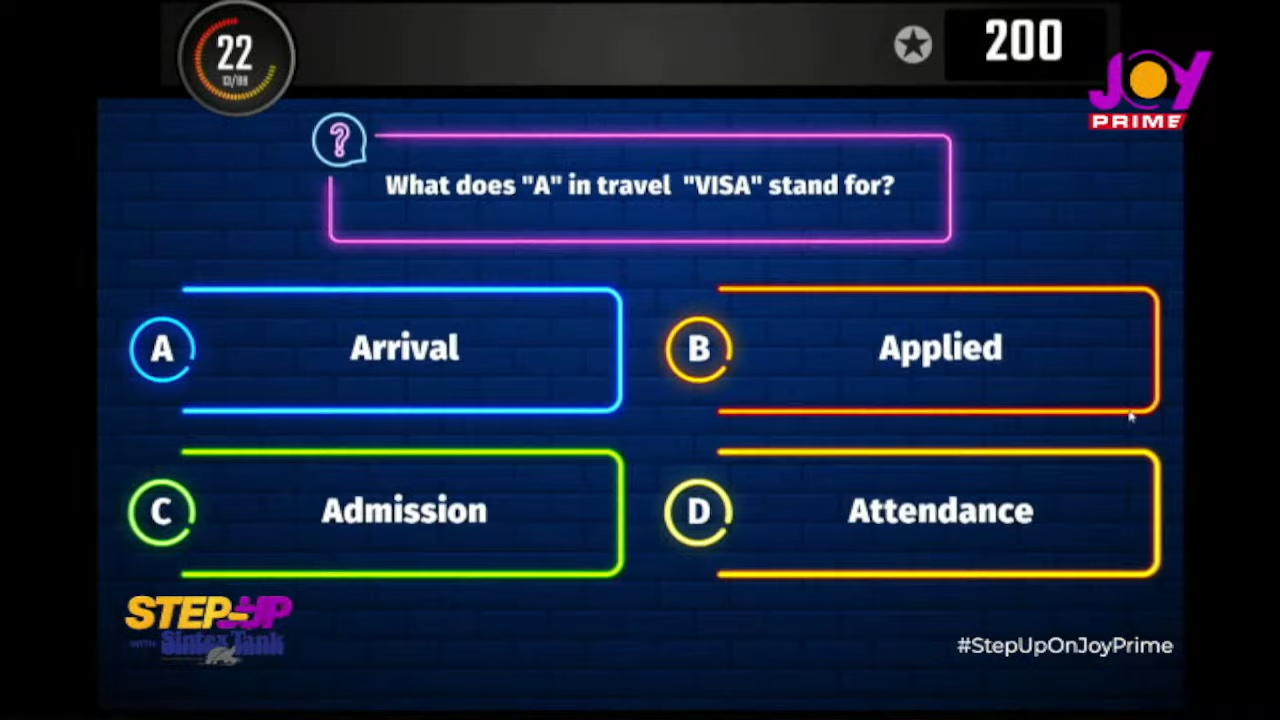 22
200
JOY
PRIME
?
What does "A" in travel "VISA" stand for?
A
Arrival
B
Applied
C
Admission
D
Attendance
STEP-UP
WITH Sintex Tank
#StepUpOnJoyPrime